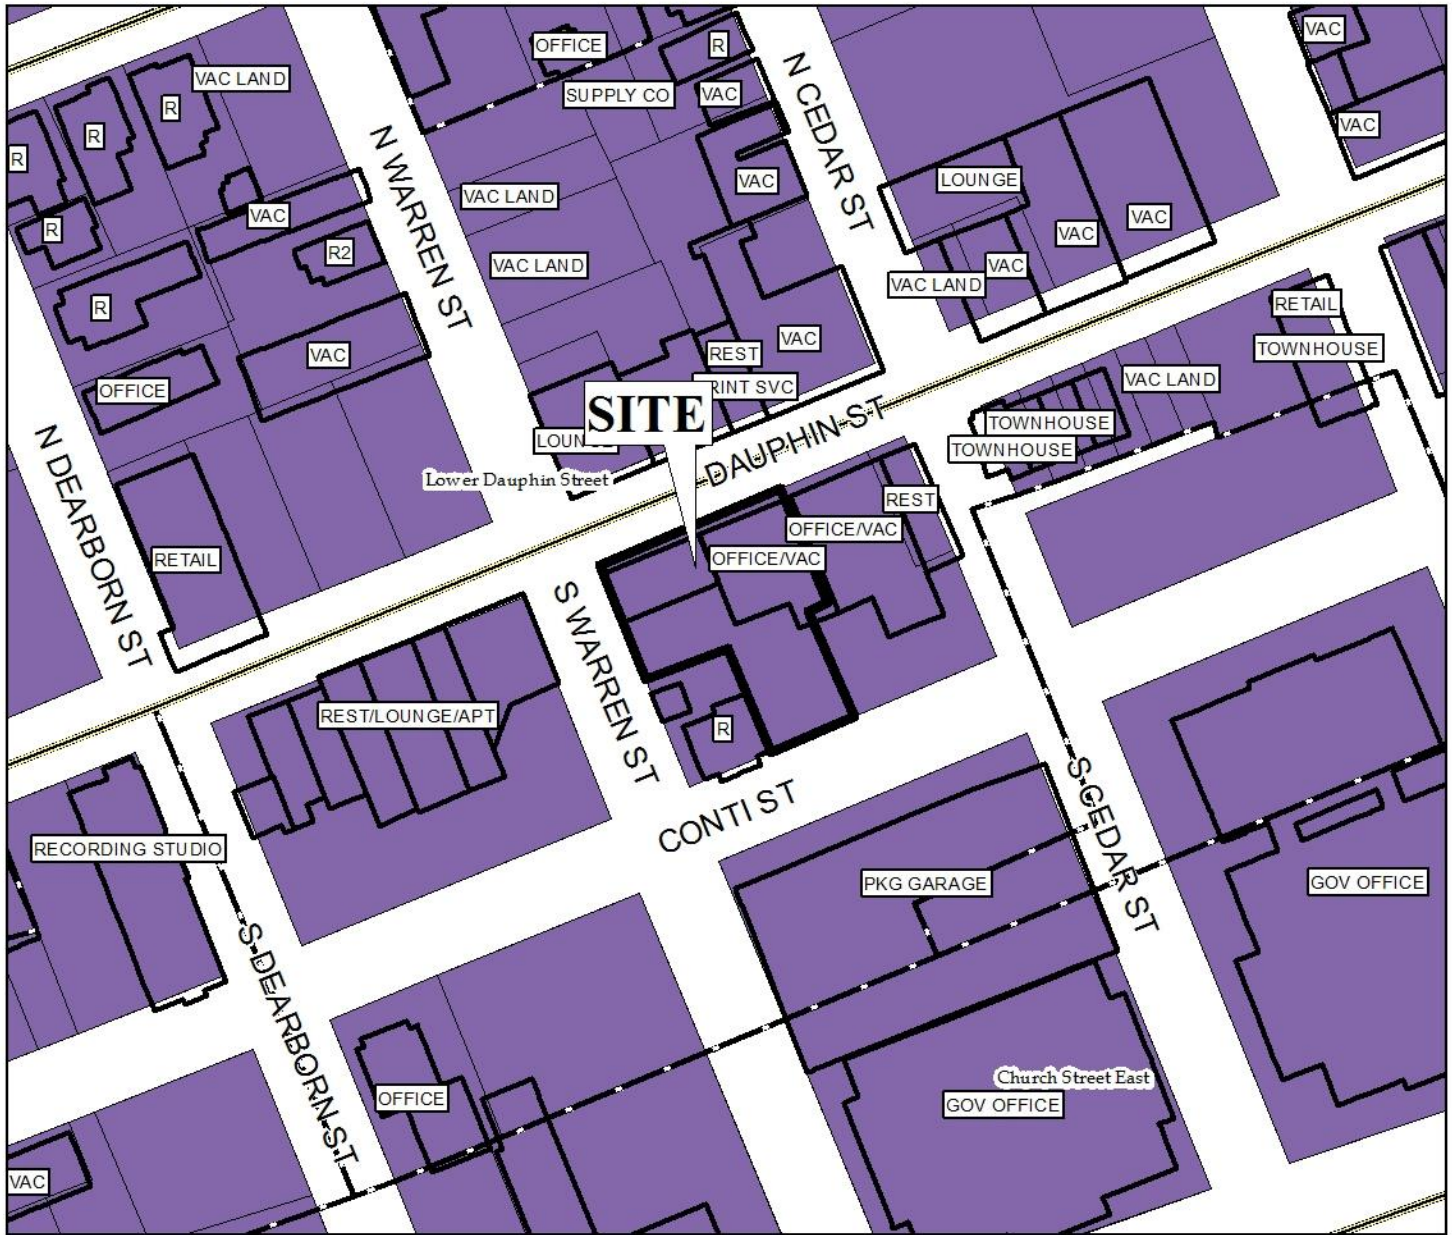 OFFICE
R
VAC
VAC LAND
SUPPLY CO
VAC
R
R
R
N WARREN ST
N CEDAR ST
VAC
VAC
LOUNGE
VAC LAND
VAC
R
VAC
VAC
R2
VAC LAND
VAC
VAC LAND
R
VAC
REST
VAC
RETAIL
TOWNHOUSE
OFFICE
RINT SVC
VAC LAND
SITE
TOWNHOUSE
TOWNHOUSE
N DEARBORN ST
Lower Dauphin Street
DAUPHIN ST
REST
OFFICE/VAC
OFFICE/VAC
RETAIL
S WARREN ST
REST/LOUNGE/APT
R
CONTI ST
S CEDAR ST
RECORDING STUDIO
PKG GARAGE
GOV OFFICE
S DEARBORN ST
Church Street East
OFFICE
GOV OFFICE
VAC